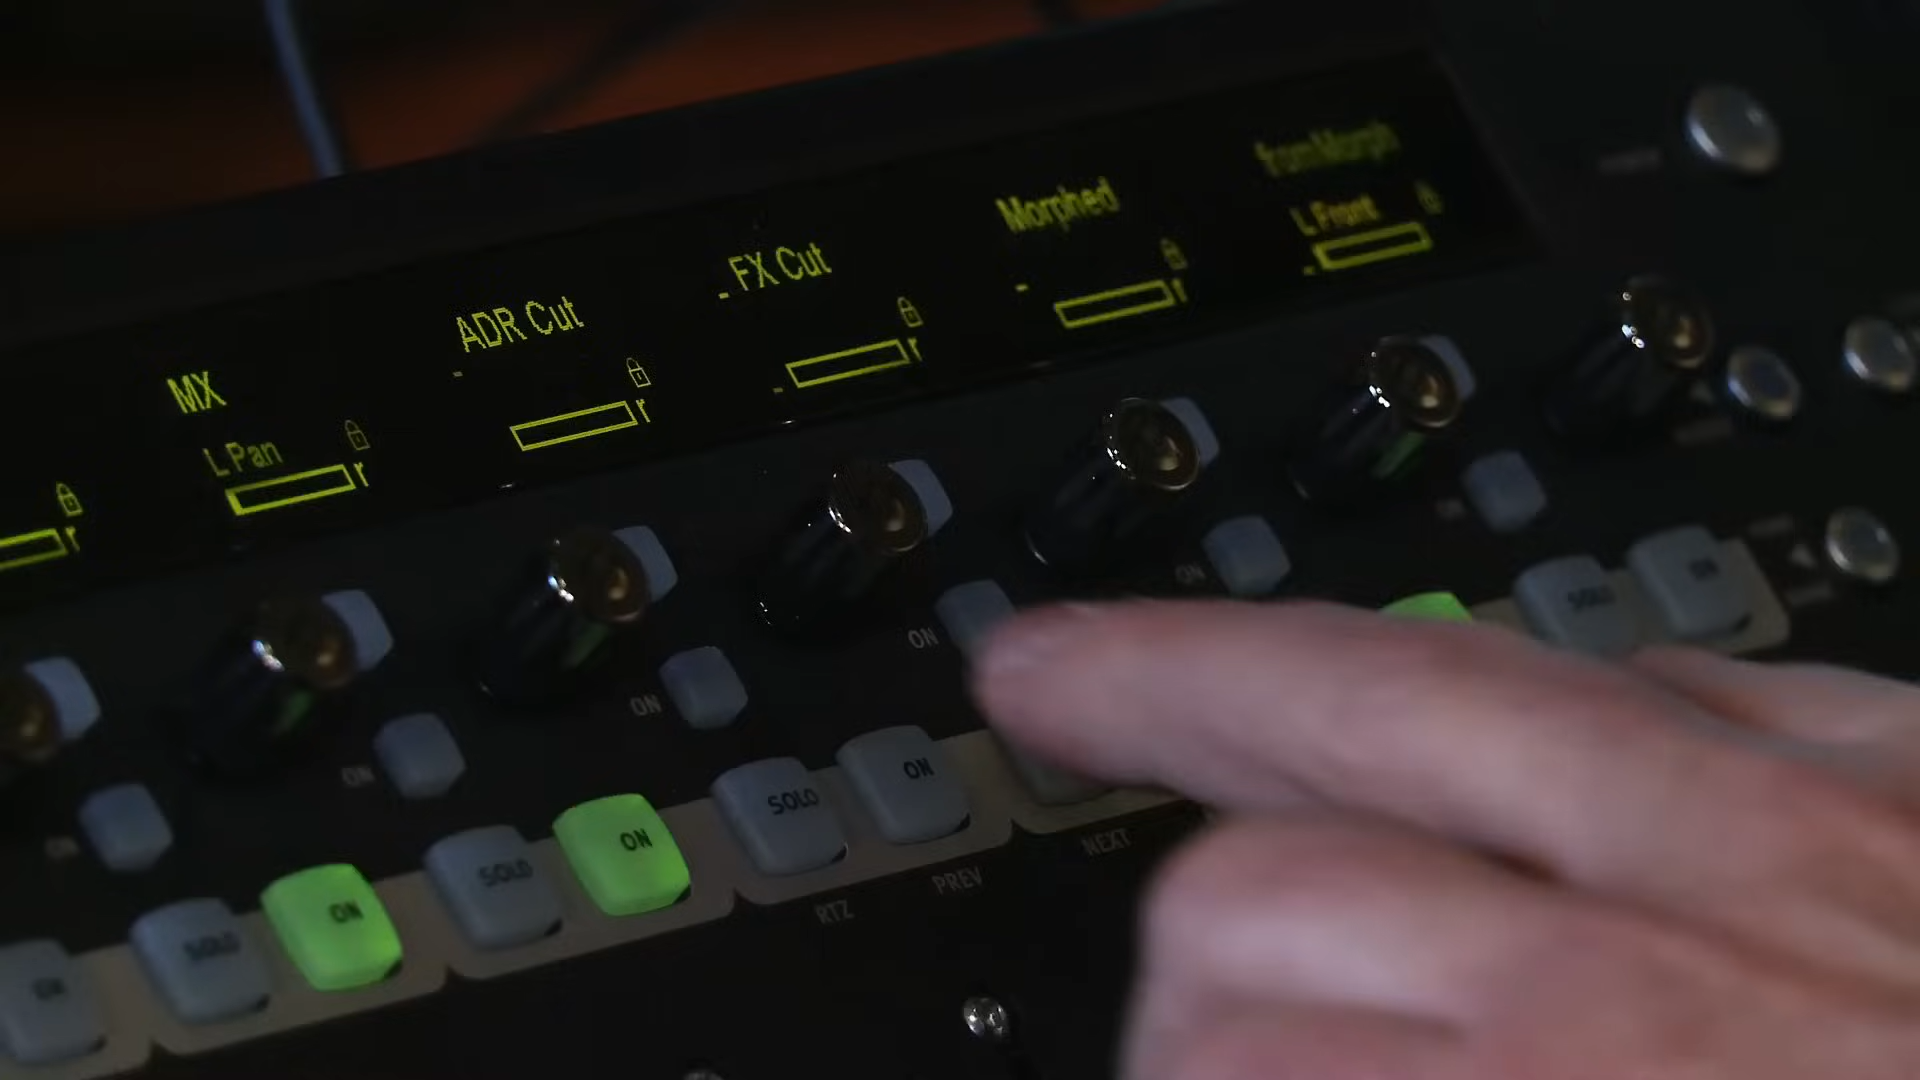 MX
L Pan
r
ADR Cut
r
FX Cut
r
Morphed
r
fromMorph
L Front
r
ON
ON
ON
ON
SOLO
ON
SOLO
ON
SOLO
ON
SOLO
ON
RTZ
PREV
NEXT